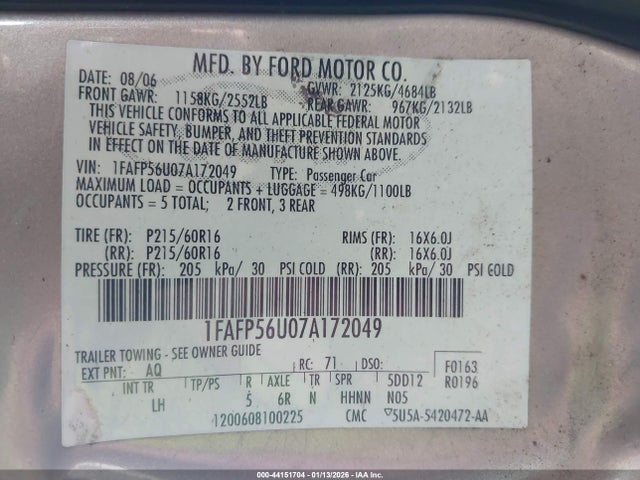 MFD. BY FORD MOTOR CO.
DATE: 08/06 GVWR: 2125KG/4684LB
FRONT GAWR: 1158KG/2552LB REAR GAWR: 967KG/2132LB
THIS VEHICLE CONFORMS TO ALL APPLICABLE FEDERAL MOTOR
VEHICLE SAFETY, BUMPER, AND THEFT PREVENTION STANDARDS
IN EFFECT ON THE DATE OF MANUFACTURE SHOWN ABOVE.
VIN: 1FAFP56U07A172049 TYPE: Passenger Car
MAXIMUM LOAD = OCCUPANTS + LUGGAGE = 498KG/1100LB
OCCUPANTS = 5 TOTAL; 2 FRONT, 3 REAR
TIRE (FR): P215/60R16 RIMS (FR): 16X6.0J
(RR): P215/60R16 (RR): 16X6.0J
PRESSURE (FR): 205 kPa/ 30 PSI COLD (RR): 205 kPa/ 30 PSI COLD
1FAFP56U07A172049
TRAILER TOWING - SEE OWNER GUIDE
EXT PNT: AQ RC: 71 DSO: F0163
INT TR TP/PS R AXLE TR SPR 5DD12 R0196
LH 5 6R N HHNN N05
1200608100225 CMC ▽5U5A-5420472-AA
000-44151704 | 01/13/2026 - Copyright IAA, LLC.